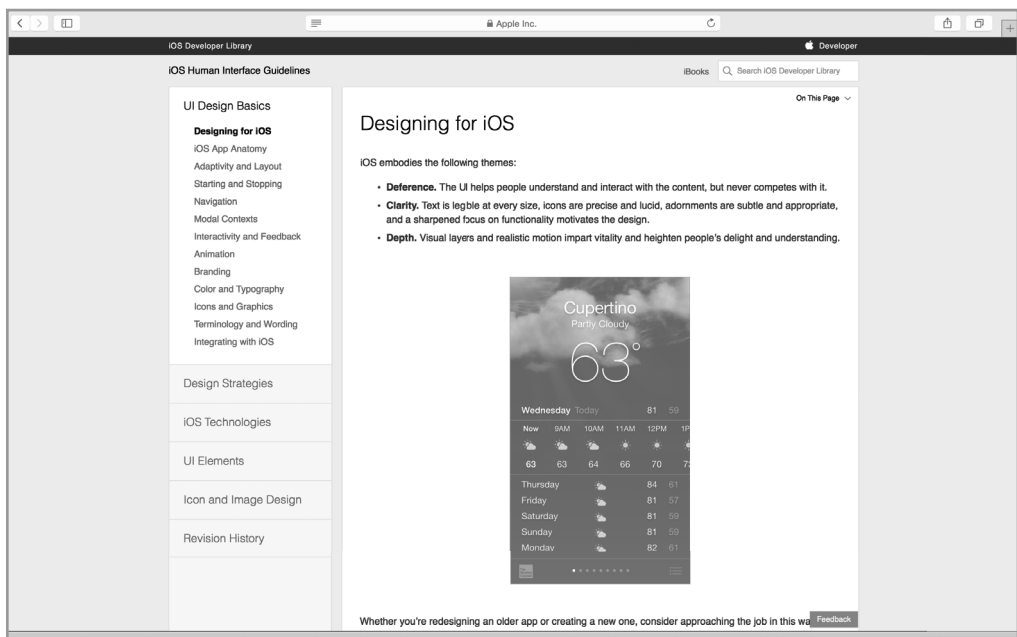 Apple Inc.
iOS Developer Library
Developer
iOS Human Interface Guidelines
iBooks
Search iOS Developer Library
UI Design Basics
Designing for iOS
iOS App Anatomy
Adaptivity and Layout
Starting and Stopping
Navigation
Modal Contexts
Interactivity and Feedback
Animation
Branding
Color and Typography
Icons and Graphics
Terminology and Wording
Integrating with iOS
Design Strategies
iOS Technologies
UI Elements
Icon and Image Design
Revision History
On This Page
Designing for iOS
iOS embodies the following themes:
• Deference. The UI helps people understand and interact with the content, but never competes with it.
• Clarity. Text is legble at every size, icons are precise and lucid, adornments are subtle and appropriate,
and a sharpened focus on functionality motivates the design.
• Depth. Visual layers and realistic motion impart vitality and heighten people's delight and understanding.
Cupertino
Partly Cloudy
63°
Wednesday Today 81 59
Now 9AM 10AM 11AM 12PM 1P
63 63 64 66 70
Thursday 84 61
Friday 81 57
Saturday 81 59
Sunday 81 59
Monday 82 61
Whether you're redesigning an older app or creating a new one, consider approaching the job in this wa
Feedback